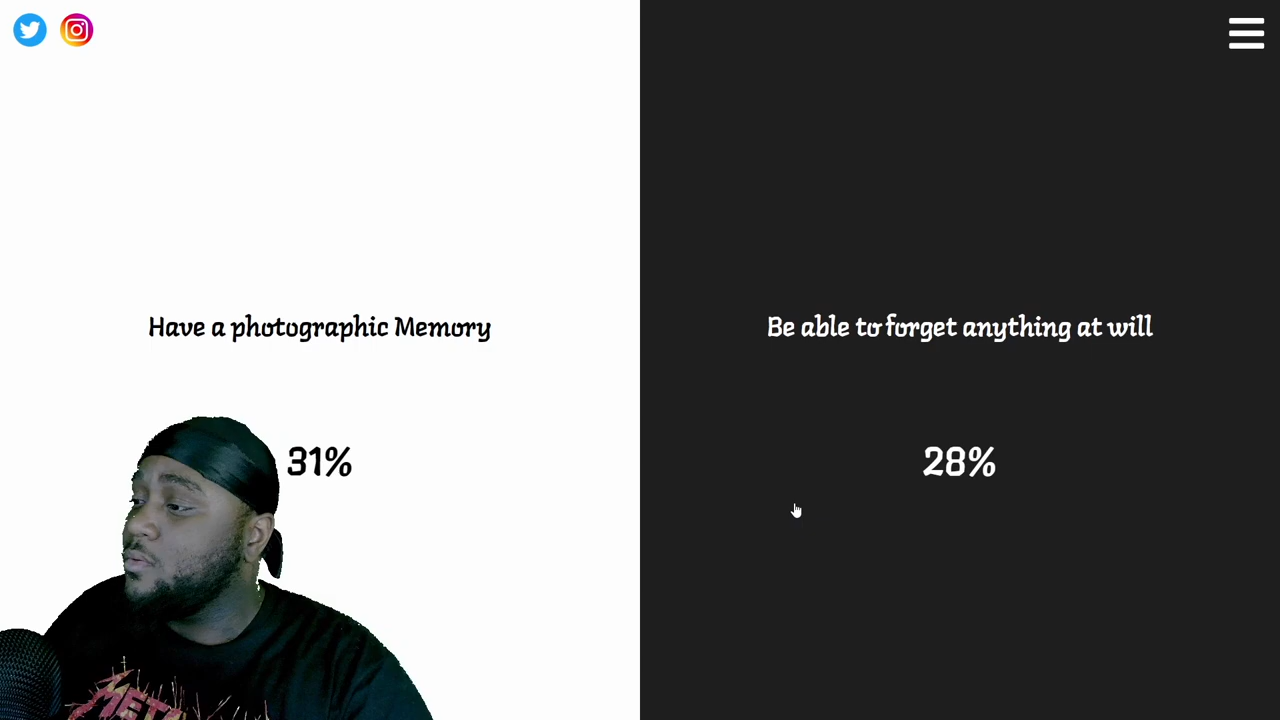 Have a photographic Memory
31%
Be able to forget anything at will
28%